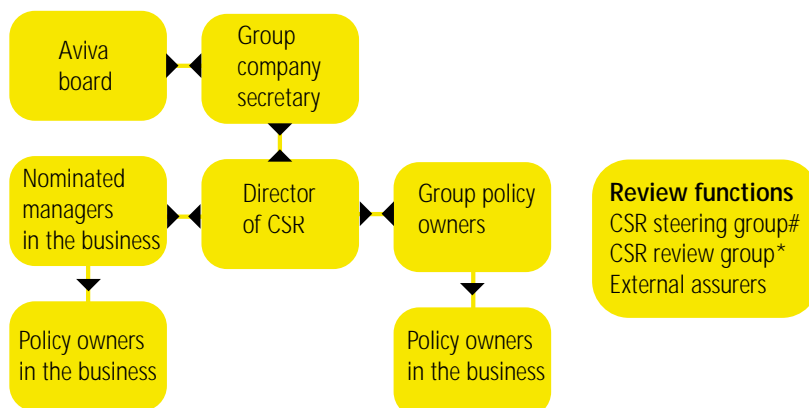 Aviva
board
Group
company
secretary
Nominated
managers
in the business
Director
of CSR
Group policy
owners
Review functions
CSR steering group#
CSR review group*
External assurers
Policy owners
in the business
Policy owners
in the business